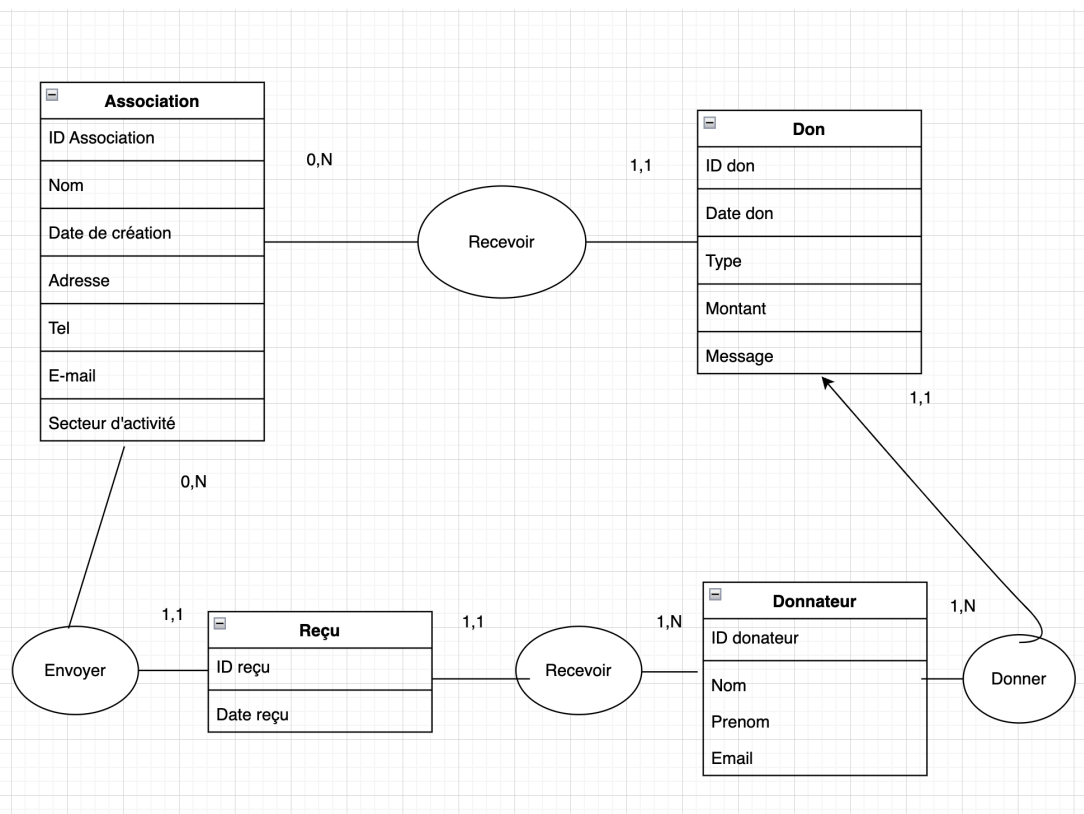 Association
ID Association
Nom
Date de création
Adresse
Tel
E-mail
Secteur d'activité
0,N
Recevoir
1,1
Don
ID don
Date don
Type
Montant
Message
1,1
0,N
Envoyer
1,1
Reçu
ID reçu
Date reçu
1,1
Recevoir
1,N
Donnateur
ID donateur
Nom
Prenom
Email
1,N
Donner